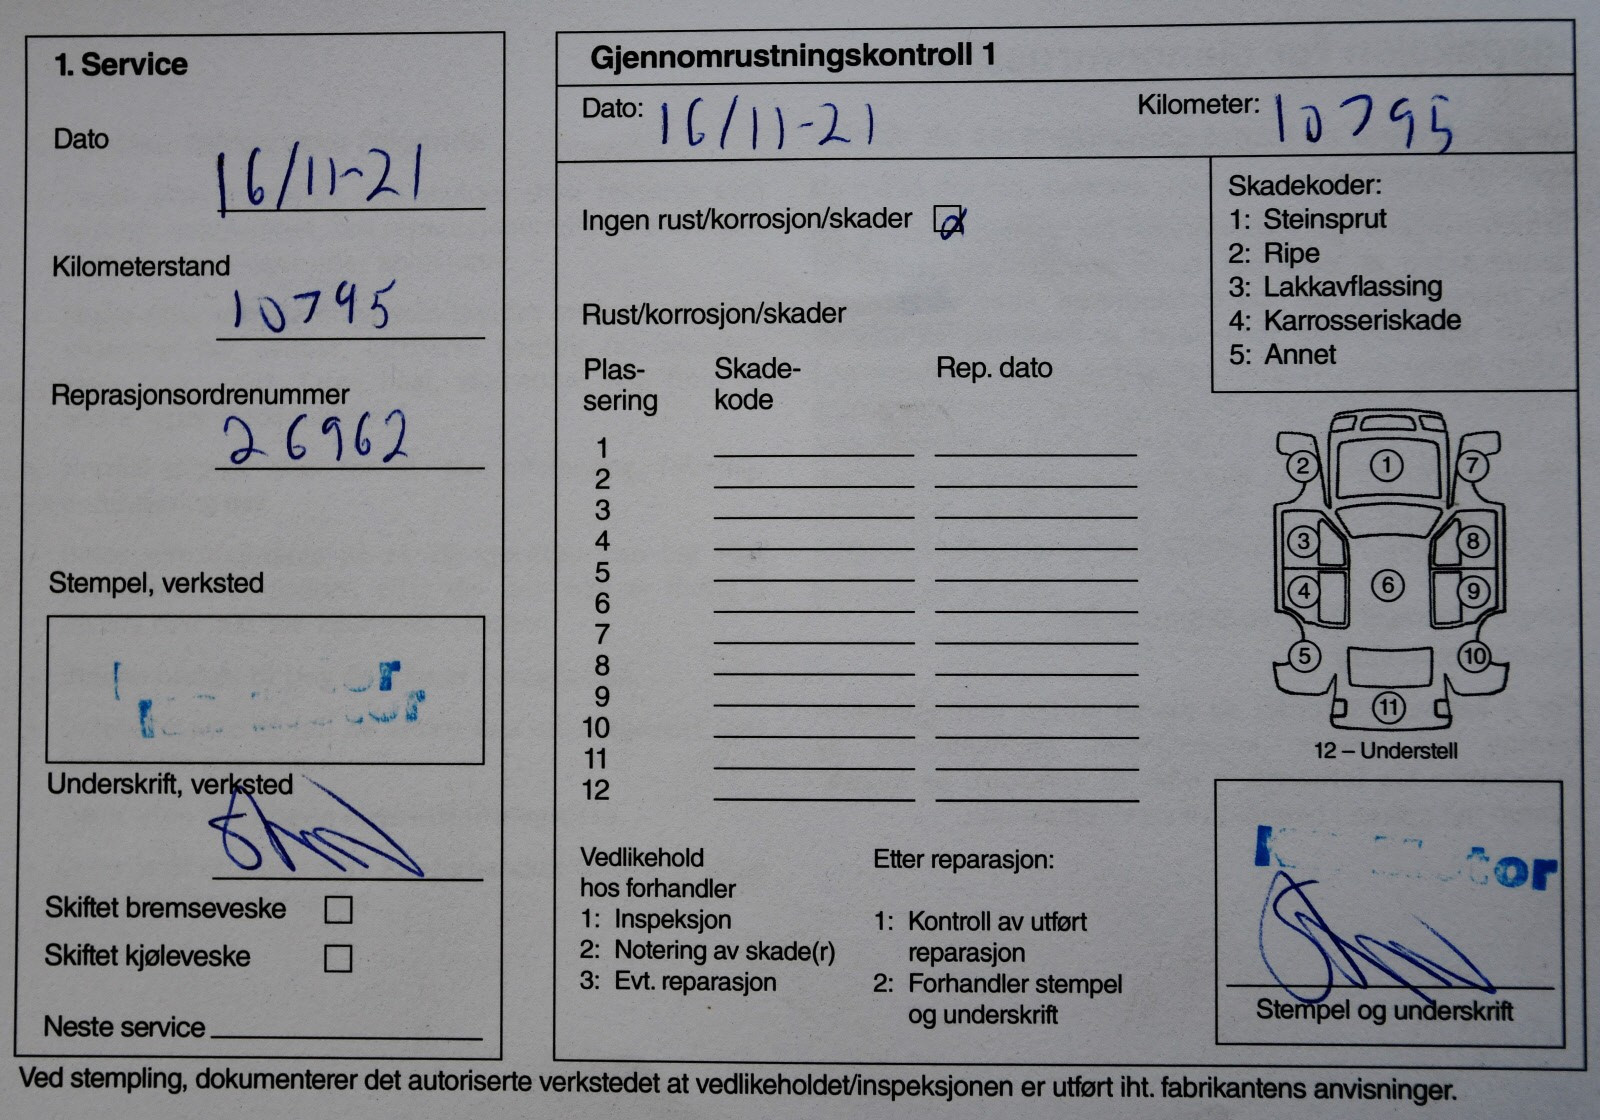 1. Service
Dato
16/11-21
Kilometerstand
10795
Reprasjonsordrenummer
26962
Stempel, verksted
Underskrift, verksted
Skiftet bremseveske
Skiftet kjøleveske
Neste service
Gjennomrustningskontroll 1
Dato: 16/11-21 Kilometer: 10795
Ingen rust/korrosjon/skader
Rust/korrosjon/skader
Plas- Skade- Rep. dato
sering kode
1
2
3
4
5
6
7
8
9
10
11
12
Skadekoder:
1: Steinsprut
2: Ripe
3: Lakkavflassing
4: Karrosseriskade
5: Annet
2 1 7
3 8
4 6 9
5 10
11
12 – Understell
Vedlikehold
hos forhandler
1: Inspeksjon
2: Notering av skade(r)
3: Evt. reparasjon
Etter reparasjon:
1: Kontroll av utført
reparasjon
2: Forhandler stempel
og underskrift
Stempel og underskrift
Ved stempling, dokumenterer det autoriserte verkstedet at vedlikeholdet/inspeksjonen er utført iht. fabrikantens anvisninger.